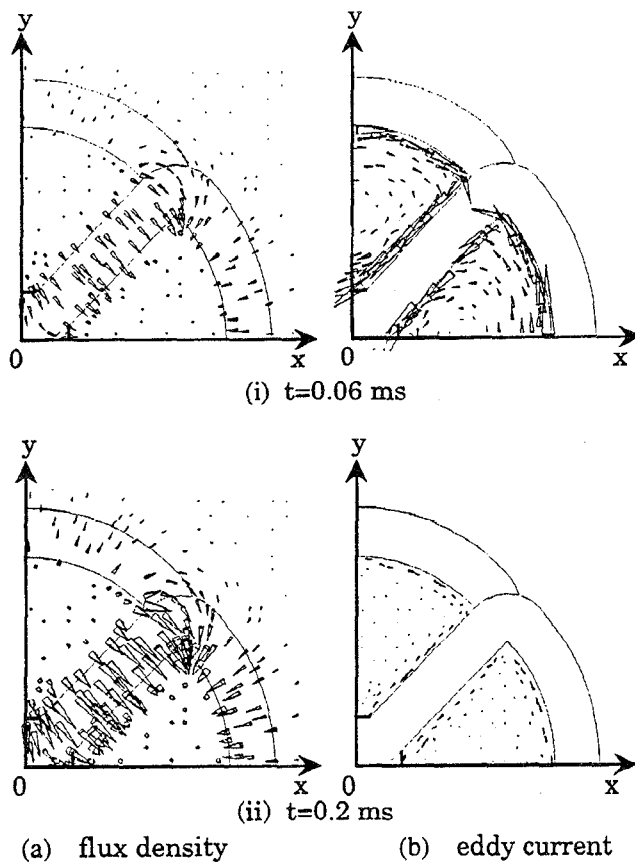 y
y
0
x
0
x
(i) t=0.06 ms
y
y
0
x
0
x
(ii) t=0.2 ms
(a) flux density
(b) eddy current